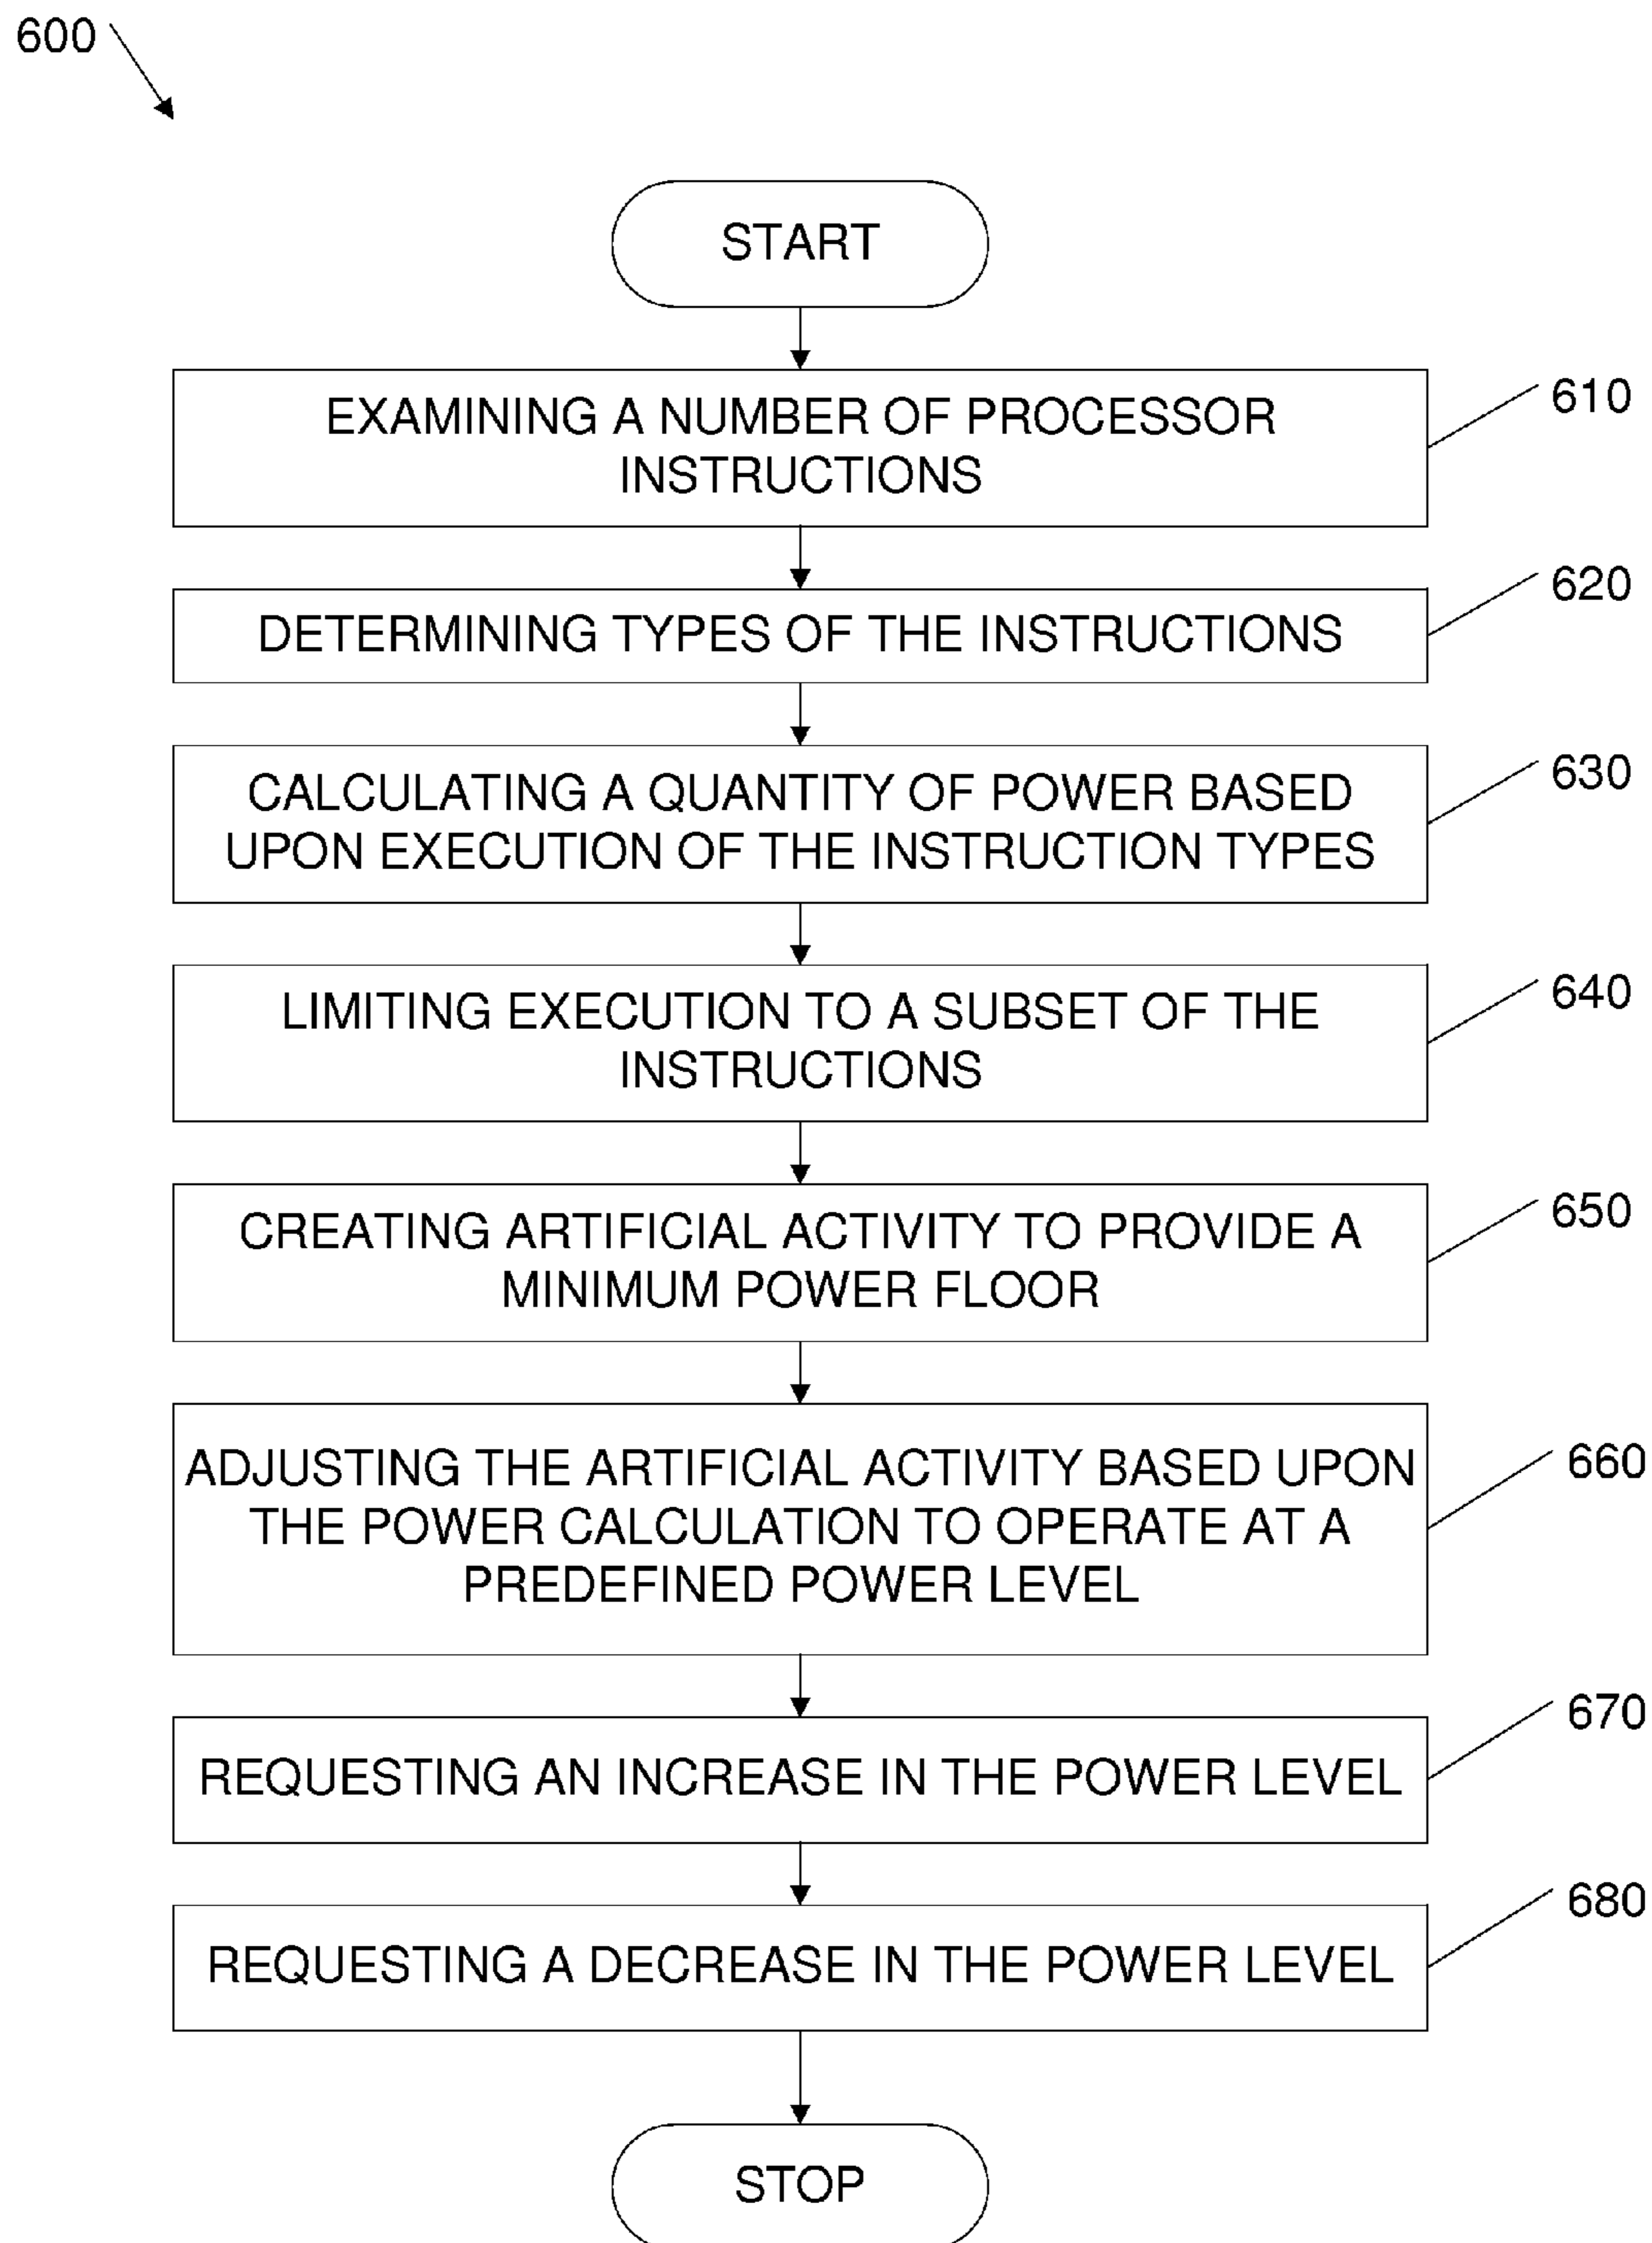 600
START
EXAMINING A NUMBER OF PROCESSOR
INSTRUCTIONS
610
DETERMINING TYPES OF THE INSTRUCTIONS
620
CALCULATING A QUANTITY OF POWER BASED
UPON EXECUTION OF THE INSTRUCTION TYPES
630
LIMITING EXECUTION TO A SUBSET OF THE
INSTRUCTIONS
640
CREATING ARTIFICIAL ACTIVITY TO PROVIDE A
MINIMUM POWER FLOOR
650
ADJUSTING THE ARTIFICIAL ACTIVITY BASED UPON
THE POWER CALCULATION TO OPERATE AT A
PREDEFINED POWER LEVEL
660
REQUESTING AN INCREASE IN THE POWER LEVEL
670
REQUESTING A DECREASE IN THE POWER LEVEL
680
STOP